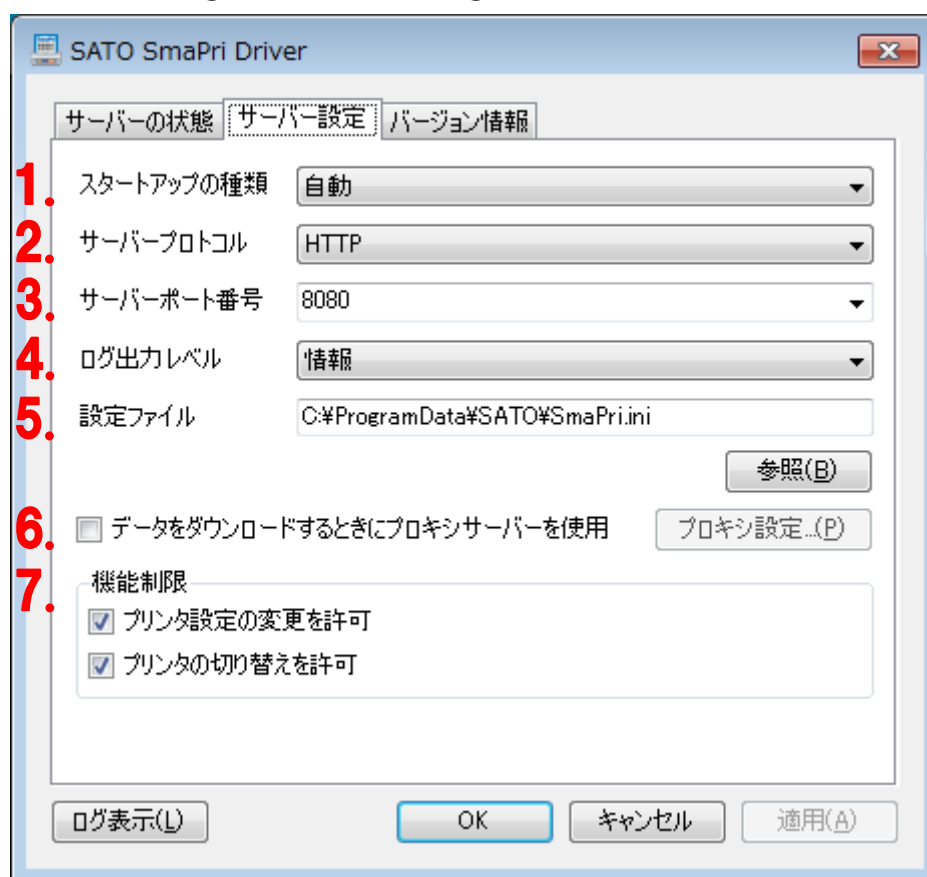 SATO SmaPri Driver
サーバーの状態 サーバー設定 バージョン情報
1. スタートアップの種類 自動
2. サーバープロトコル HTTP
3. サーバーポート番号 8080
4. ログ出力レベル 情報
5. 設定ファイル C:¥ProgramData¥SATO¥SmaPri.ini
参照(B)
6. データをダウンロードするときにプロキシサーバーを使用 プロキシ設定...(P)
7. 機能制限
プリンタ設定の変更を許可
プリンタの切り替えを許可
ログ表示(L) OK キャンセル 適用(A)